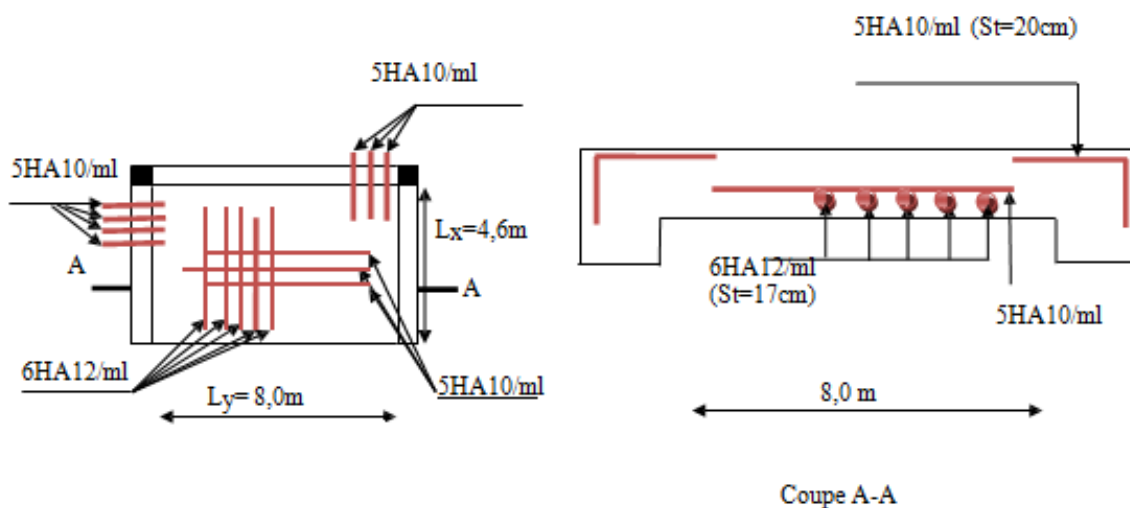 5HA10/ml
5HA10/ml
Lx=4,6m
A
A
6HA12/ml
Ly= 8,0m
5HA10/ml
5HA10/ml (St=20cm)
6HA12/ml
(St=17cm)
5HA10/ml
8,0 m
Coupe A-A